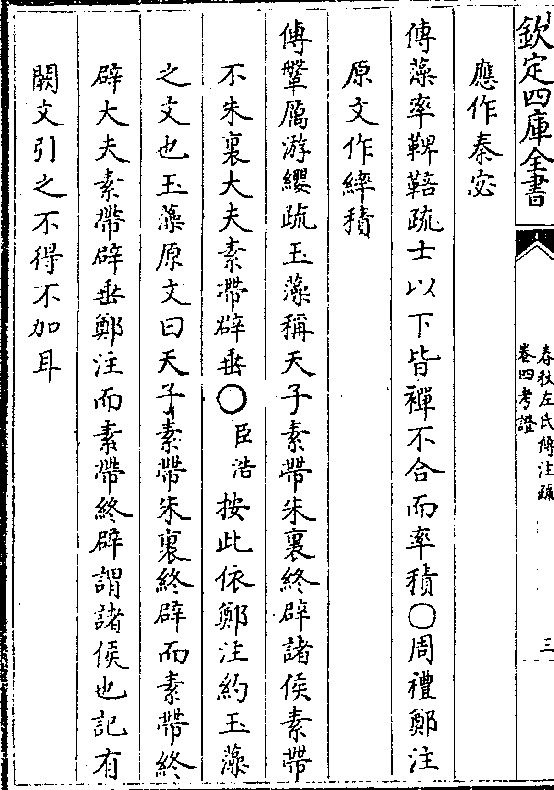 欽定四庫全書
春秋左氏傳注疏
卷四考證
三
應作秦宓
傳藻率鞞鞛疏士以下皆襌不合而率積○周禮鄭注
原文作繂積
傳鞶厲游纓疏玉藻稱天子素帶朱裏終辟諸侯素帶
不朱裏大夫素帶辟垂○臣浩按此依鄭注約玉藻
之文也玉藻原文曰天子素帶朱裏終辟而素帶終
辟大夫素帶辟垂鄭注而素帶終辟謂諸侯也記有
闕文引之不得不加耳